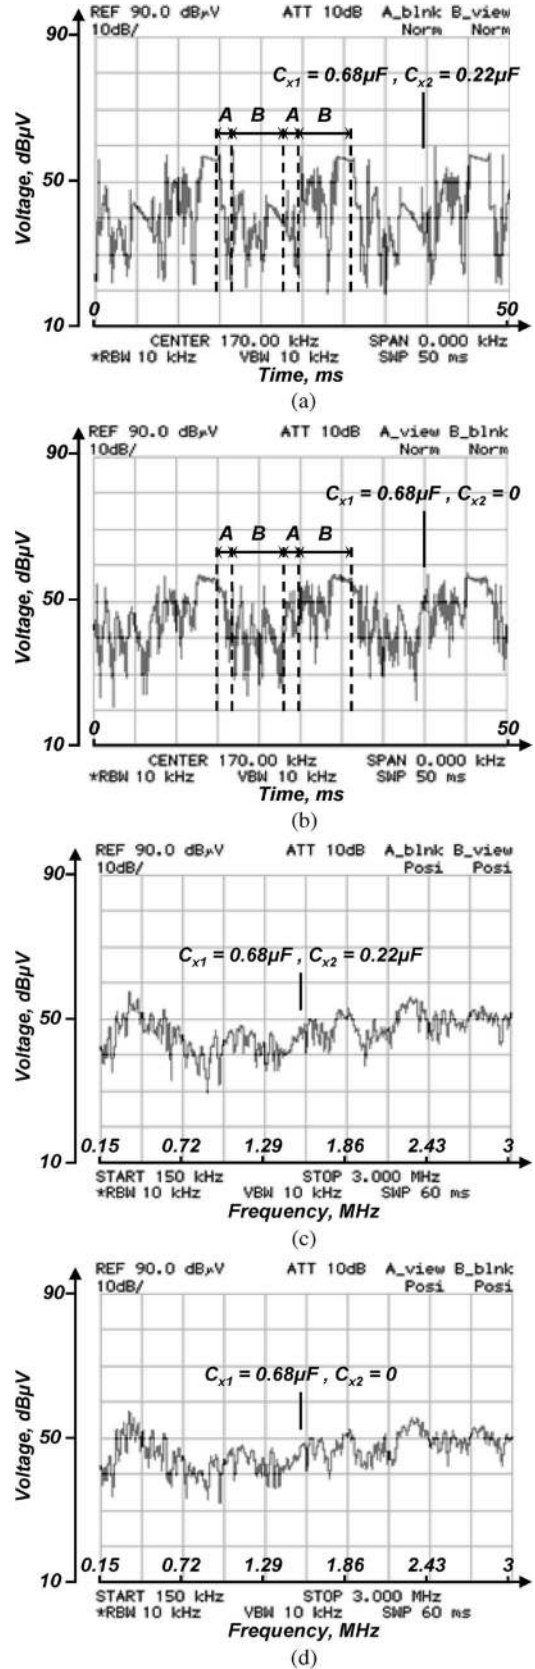 REF 90.0 dBμV ATT 10dB A_blnk B_view
10dB/ Norm Norm
90
Cx1 = 0.68μF , Cx2 = 0.22μF
A B A B
Voltage, dBμV
50
10
0 50
CENTER 170.00 kHz SPAN 0.000 kHz
*RBW 10 kHz VBW 10 kHz SWP 50 ms
Time, ms
(a)
REF 90.0 dBμV ATT 10dB A_view B_blnk
10dB/ Norm Norm
90
Cx1 = 0.68μF , Cx2 = 0
A B A B
Voltage, dBμV
50
10
0 50
CENTER 170.00 kHz SPAN 0.000 kHz
*RBW 10 kHz VBW 10 kHz SWP 50 ms
Time, ms
(b)
REF 90.0 dBμV ATT 10dB A_blnk B_view
10dB/ Posi Posi
90
Cx1 = 0.68μF , Cx2 = 0.22μF
Voltage, dBμV
50
10
0.15 0.72 1.29 1.86 2.43 3
START 150 kHz STOP 3.000 MHz
*RBW 10 kHz VBW 10 kHz SWP 60 ms
Frequency, MHz
(c)
REF 90.0 dBμV ATT 10dB A_view B_blnk
10dB/ Posi Posi
90
Cx1 = 0.68μF , Cx2 = 0
Voltage, dBμV
50
10
0.15 0.72 1.29 1.86 2.43 3
START 150 kHz STOP 3.000 MHz
*RBW 10 kHz VBW 10 kHz SWP 60 ms
Frequency, MHz
(d)